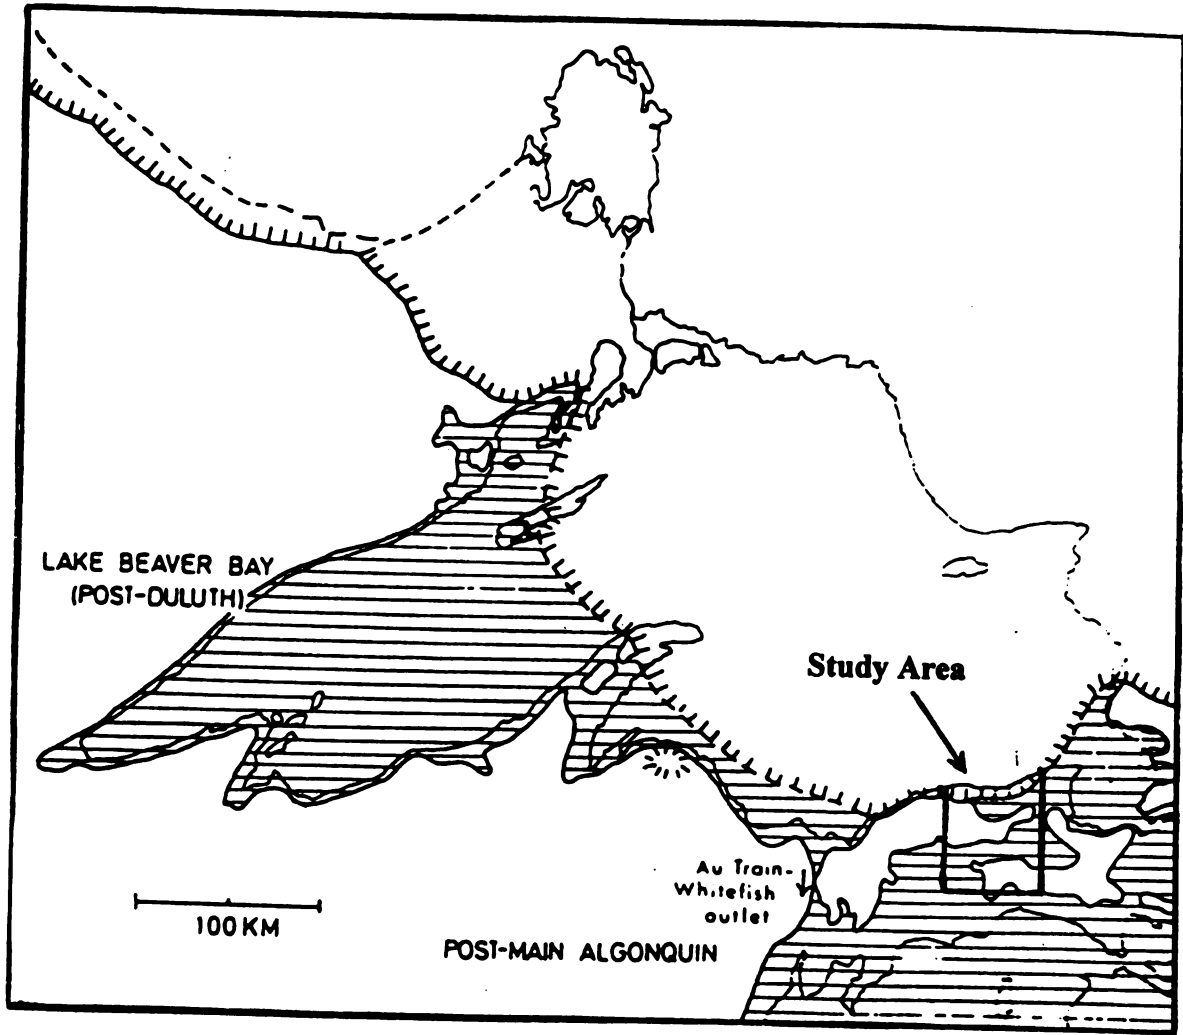 LAKE BEAVER BAY
(POST-DULUTH)
Study Area
Au Train-
Whitefish
outlet
100 KM
POST-MAIN ALGONQUIN